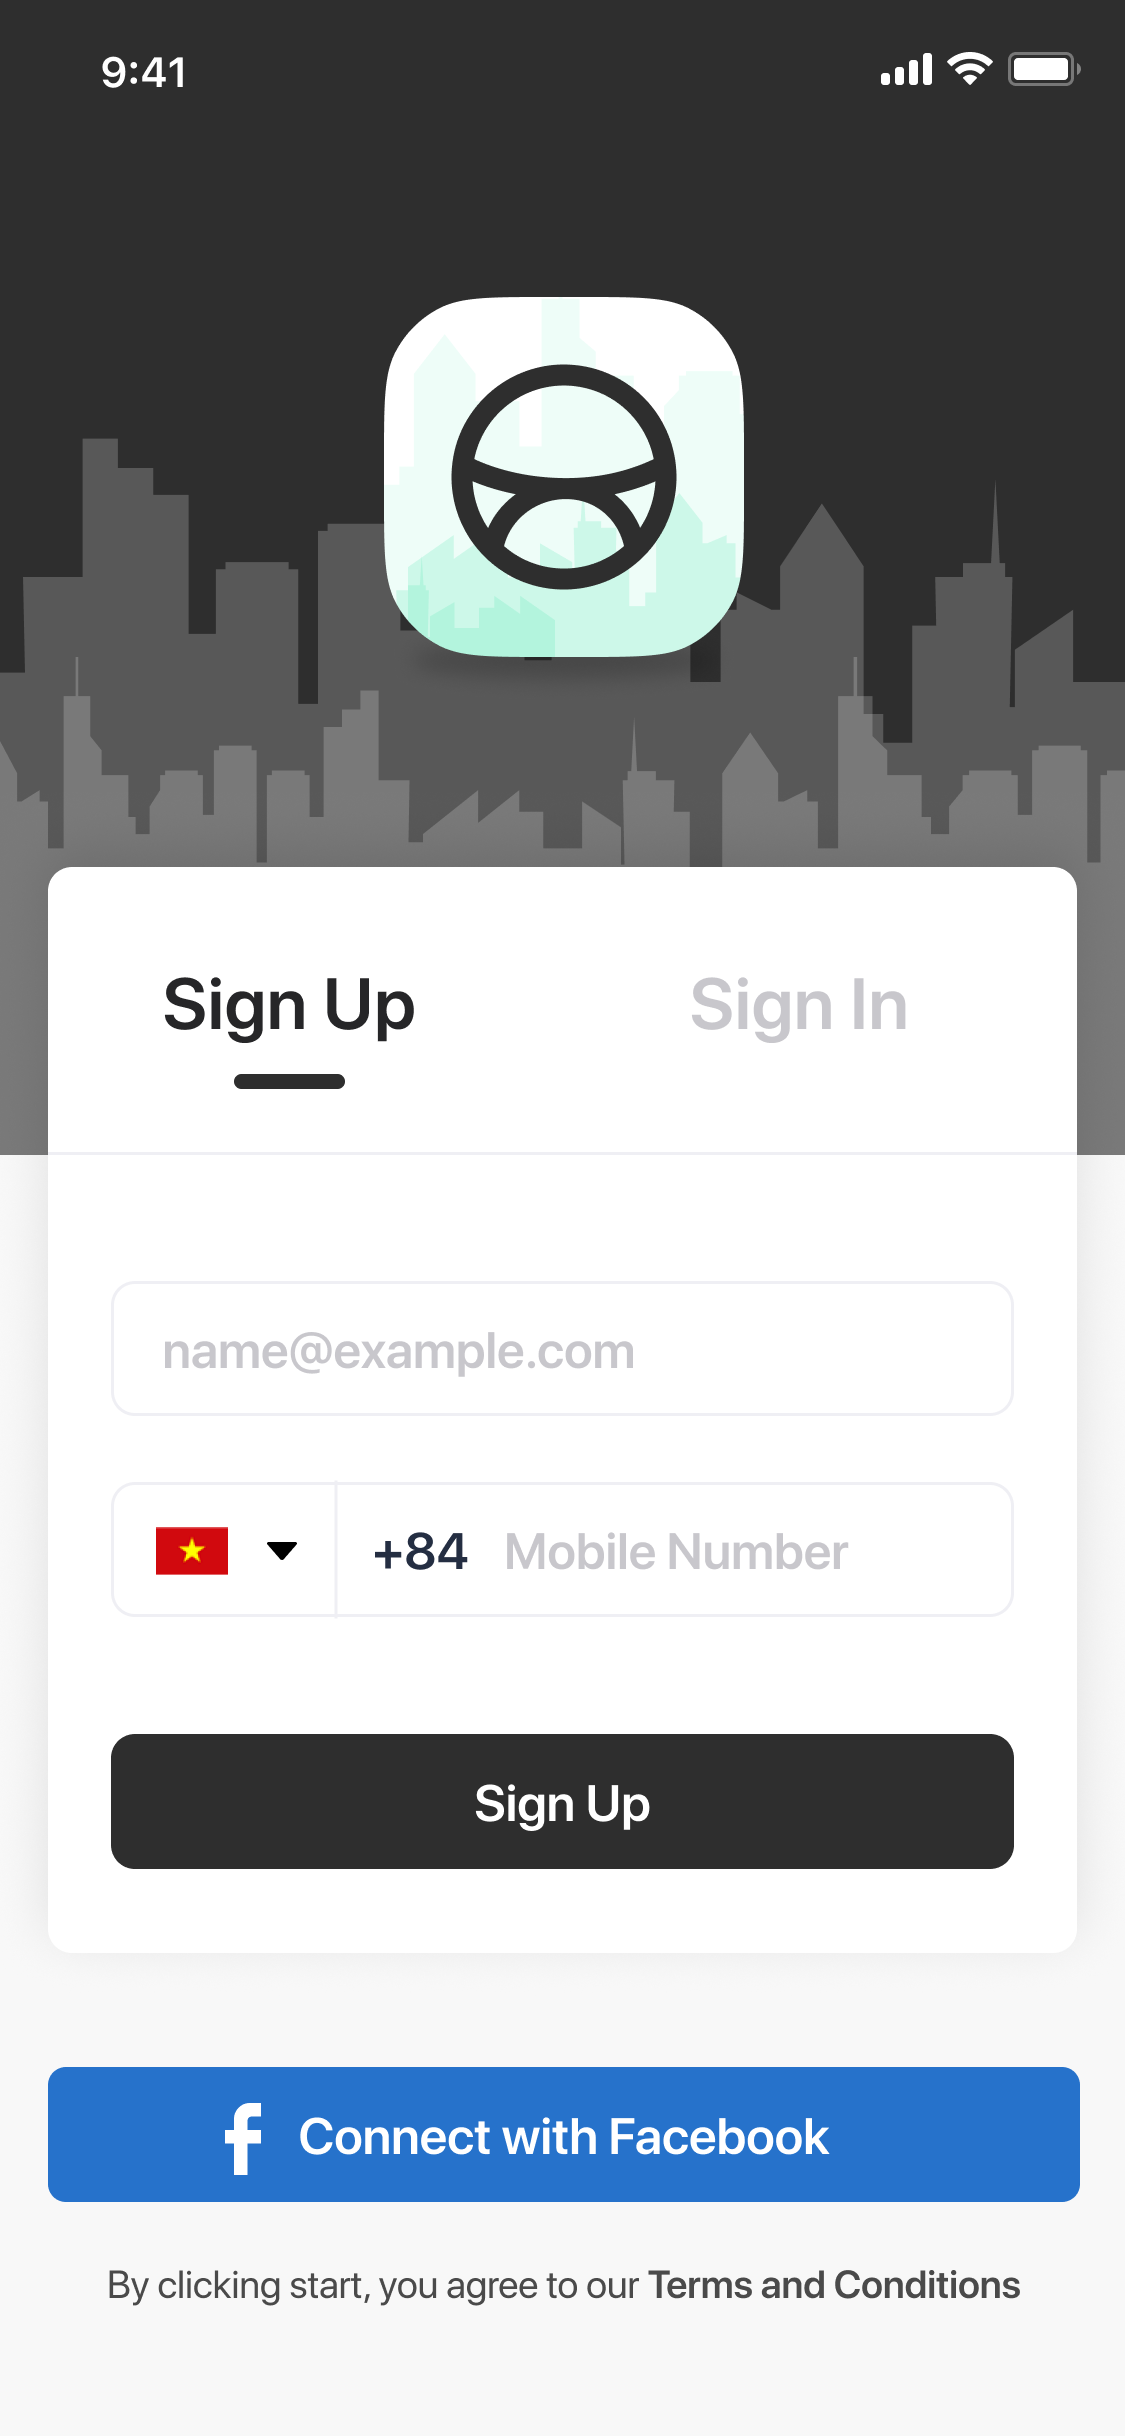 9:41
Sign Up
Sign In
name@example.com
+84 Mobile Number
Sign Up
Connect with Facebook
By clicking start, you agree to our Terms and Conditions